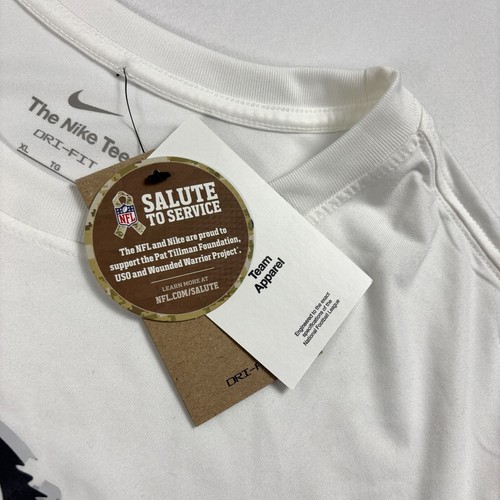 The Nike Tee
DRI-FIT
XL TG
NFL
SALUTE
TO SERVICE
The NFL and Nike are proud to
support the Pat Tillman Foundation,
USO and Wounded Warrior Project®.
LEARN MORE AT
NFL.COM/SALUTE
Team
Apparel
Engineered to the exact
specifications of the
National Football League
DRI-F